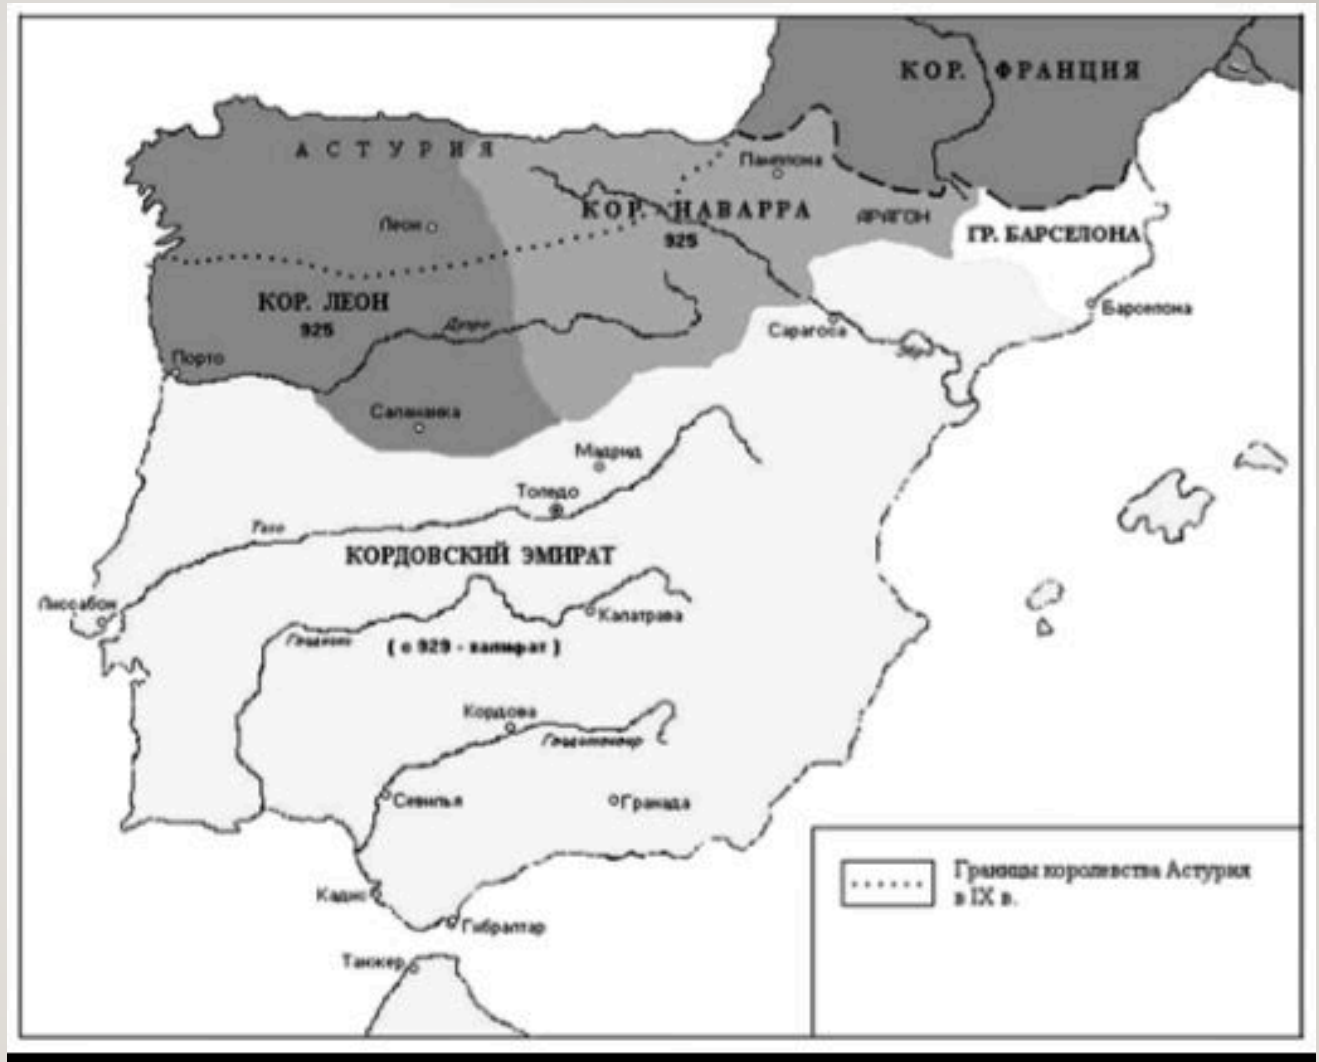 КОР. ФРАНЦИЯ
АСТУРИЯ
Памплона
Леон
КОР. НАВАРРА
925
АРАГОН
ГР. БАРСЕЛОНА
КОР. ЛЕОН
925
Дуэро
Барселона
Сарагоса
Эбро
Порто
Саламанка
Мадрид
Толедо
Тахо
КОРДОВСКИЙ ЭМИРАТ
Лиссабон
Калатрава
( с 929 - халифат )
Кордова
Севилья
Гранада
Границы королевства Астурия
в IX в.
Кадис
Гибралтар
Танжер